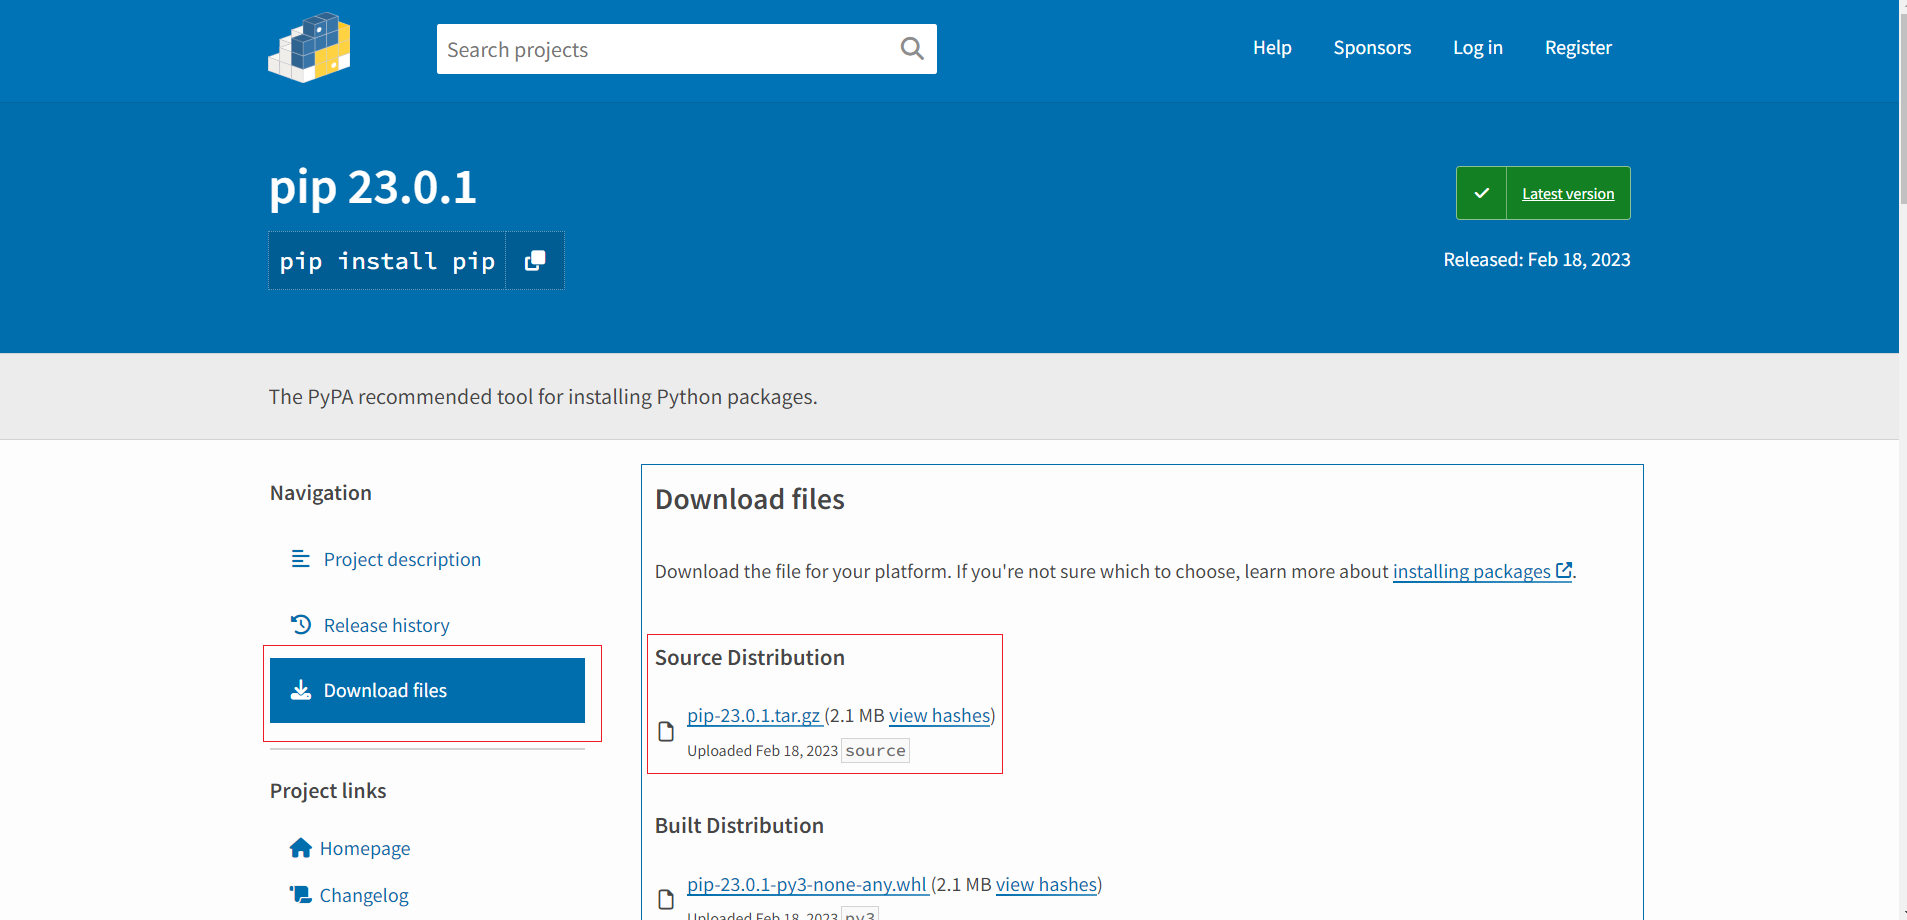 Search projects
Help
Sponsors
Log in
Register
pip 23.0.1
Latest version
pip install pip
Released: Feb 18, 2023
The PyPA recommended tool for installing Python packages.
Navigation
Project description
Release history
Download files
Project links
Homepage
Changelog
Download files
Download the file for your platform. If you're not sure which to choose, learn more about installing packages.
Source Distribution
pip-23.0.1.tar.gz (2.1 MB view hashes)
Uploaded Feb 18, 2023 source
Built Distribution
pip-23.0.1-py3-none-any.whl (2.1 MB view hashes)
Uploaded Feb 18, 2023 py3